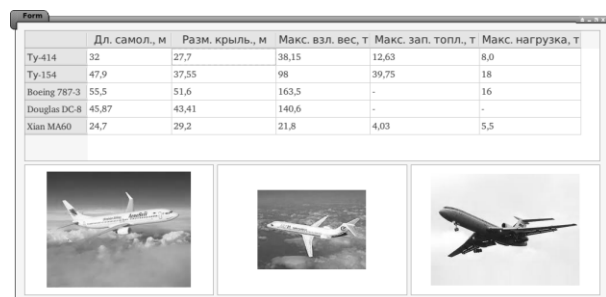 Form
Дл. самол., м Разм. крыль., м Макс. взл. вес, т Макс. зап. топл., т Макс. нагрузка, т
Ту-414 32 27,7 38,15 12,63 8,0
Ту-154 47,9 37,55 98 39,75 18
Boeing 787-3 55,5 51,6 163,5 - 16
Douglas DC-8 45,87 43,41 140,6 - -
Xian MA60 24,7 29,2 21,8 4,03 5,5